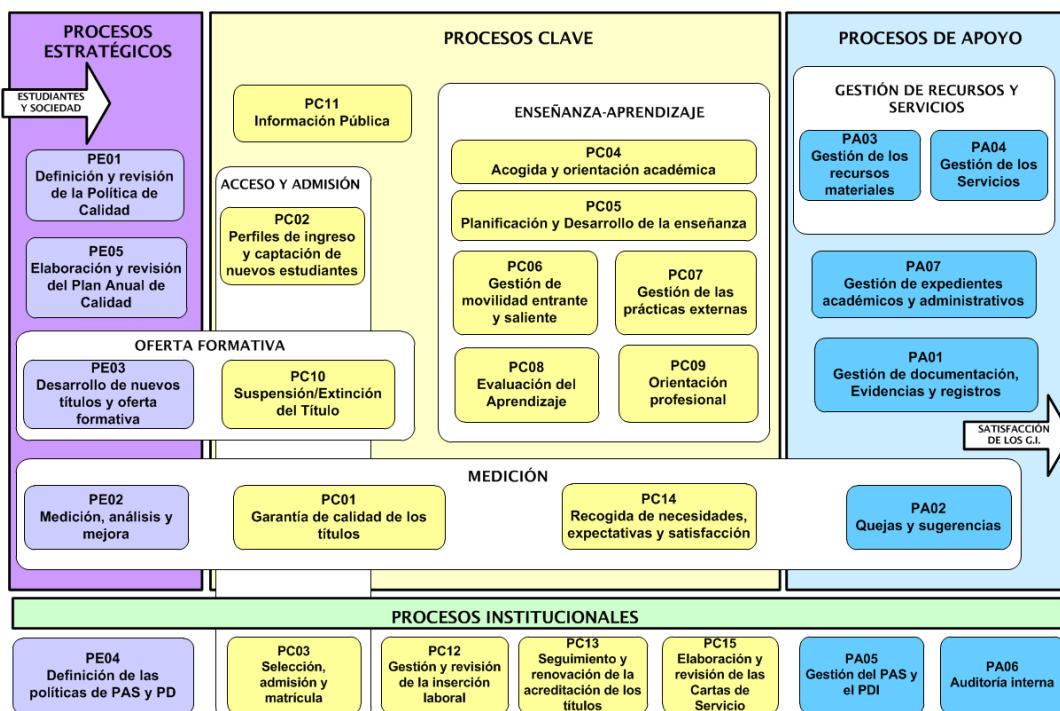 PROCESOS
ESTRATÉGICOS
ESTUDIANTES
Y SOCIEDAD
PE01
Definición y revisión
de la Política de
Calidad
PE05
Elaboración y revisión
del Plan Anual de
Calidad
OFERTA FORMATIVA
PE03
Desarrollo de nuevos
títulos y oferta
formativa
PC10
Suspensión/Extinción
del Título
PROCESOS CLAVE
PC11
Información Pública
ACCESO Y ADMISIÓN
PC02
Perfiles de ingreso
y captación de
nuevos estudiantes
ENSEÑANZA-APRENDIZAJE
PC04
Acogida y orientación académica
PC05
Planificación y Desarrollo de la enseñanza
PC06
Gestión de
movilidad entrante
y saliente
PC07
Gestión de las
prácticas externas
PC08
Evaluación del
Aprendizaje
PC09
Orientación
profesional
PROCESOS DE APOYO
GESTIÓN DE RECURSOS Y
SERVICIOS
PA03
Gestión de los
recursos
materiales
PA04
Gestión de los
Servicios
PA07
Gestión de expedientes
académicos y administrativos
PA01
Gestión de documentación,
Evidencias y registros
SATISFACCIÓN
DE LOS G.I.
MEDICIÓN
PE02
Medición, análisis y
mejora
PC01
Garantía de calidad de los
títulos
PC14
Recogida de necesidades,
expectativas y satisfacción
PA02
Quejas y sugerencias
PROCESOS INSTITUCIONALES
PE04
Definición de las
políticas de PAS y PD
PC03
Selección,
admisión y
matrícula
PC12
Gestión y revisión
de la inserción
laboral
PC13
Seguimiento y
renovación de la
acreditación de los
títulos
PC15
Elaboración y
revisión de las
Cartas de
Servicio
PA05
Gestión del PAS y
el PDI
PA06
Auditoría interna